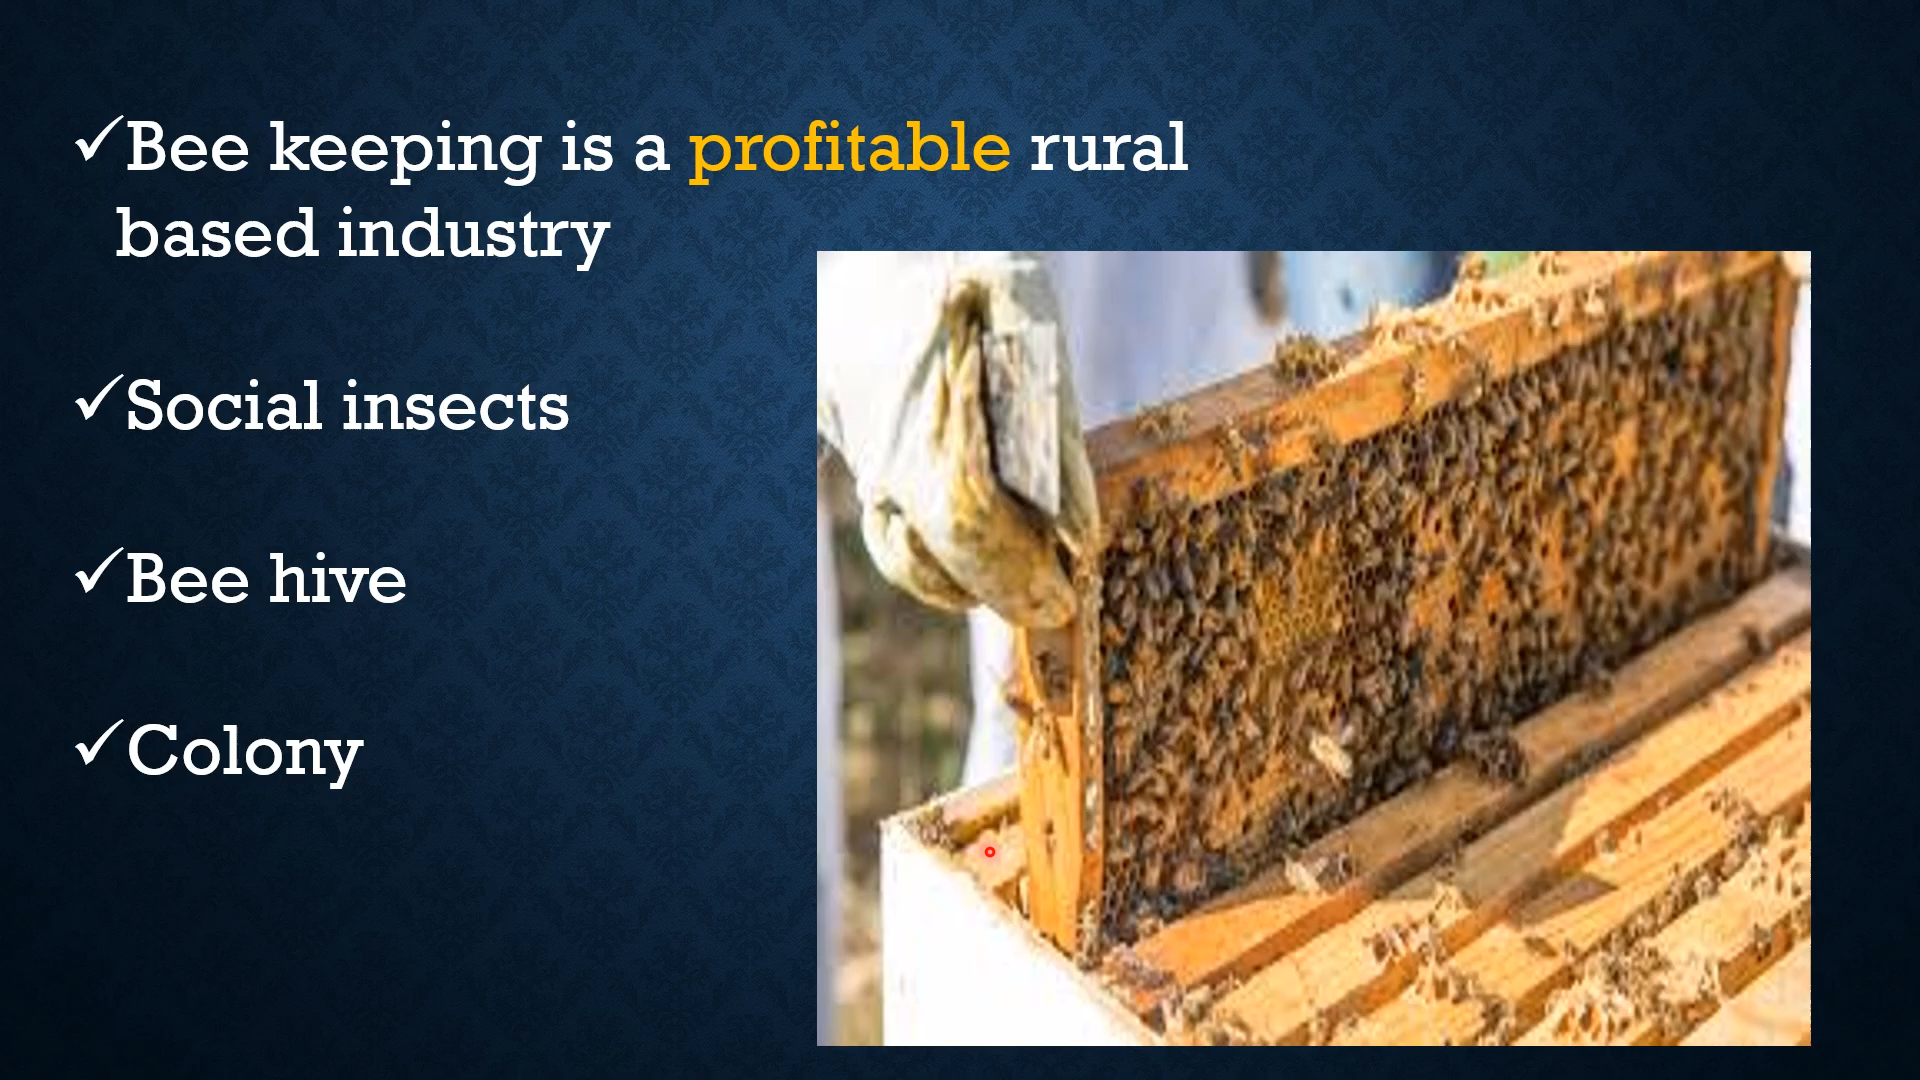 ✓Bee keeping is a profitable rural
based industry
✓Social insects
✓Bee hive
✓Colony